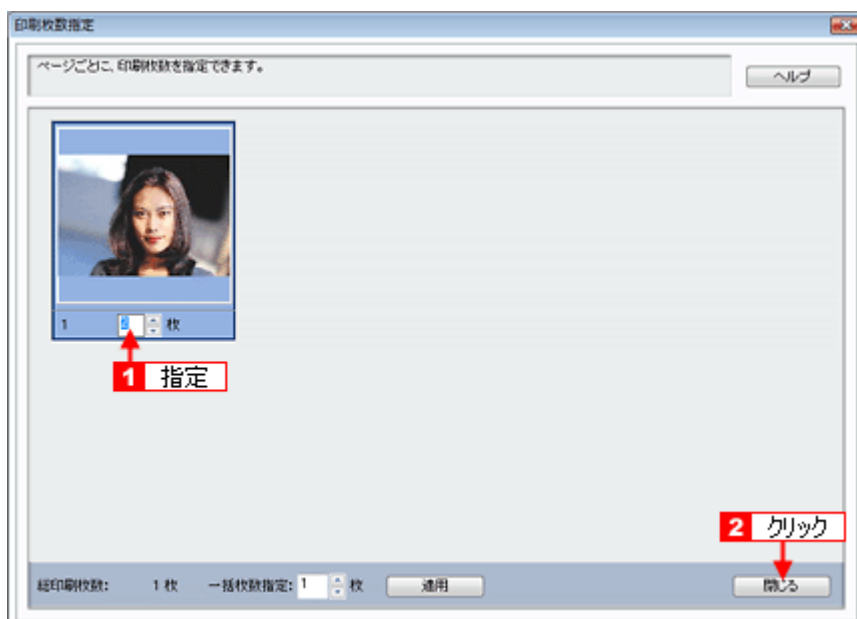 印刷枚数指定
ページごとに、印刷枚数を指定できます。
ヘルプ
1 2 枚
1 指定
2 クリック
総印刷枚数: 1 枚 一括枚数指定: 1 枚 適用 閉じる